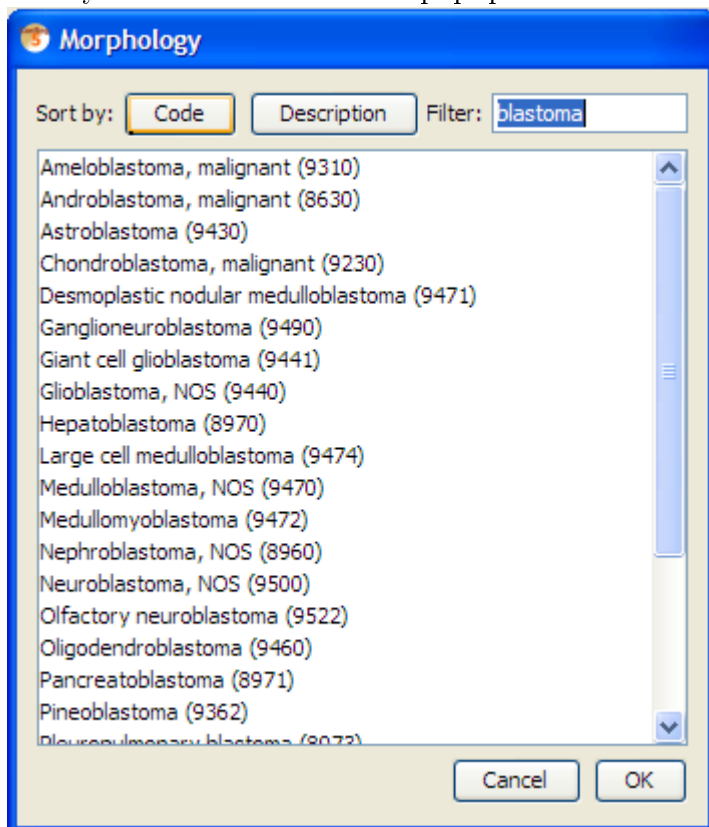 Morphology
Sort by: Code Description Filter: blastoma
Ameloblastoma, malignant (9310)
Androblastoma, malignant (8630)
Astroblastoma (9430)
Chondroblastoma, malignant (9230)
Desmoplastic nodular medulloblastoma (9471)
Ganglioneuroblastoma (9490)
Giant cell glioblastoma (9441)
Glioblastoma, NOS (9440)
Hepatoblastoma (8970)
Large cell medulloblastoma (9474)
Medulloblastoma, NOS (9470)
Medullomyoblastoma (9472)
Nephroblastoma, NOS (8960)
Neuroblastoma, NOS (9500)
Olfactory neuroblastoma (9522)
Oligodendroblastoma (9460)
Pancreatoblastoma (8971)
Pineoblastoma (9362)
Pleuropulmonary blastoma (8973)
Cancel OK